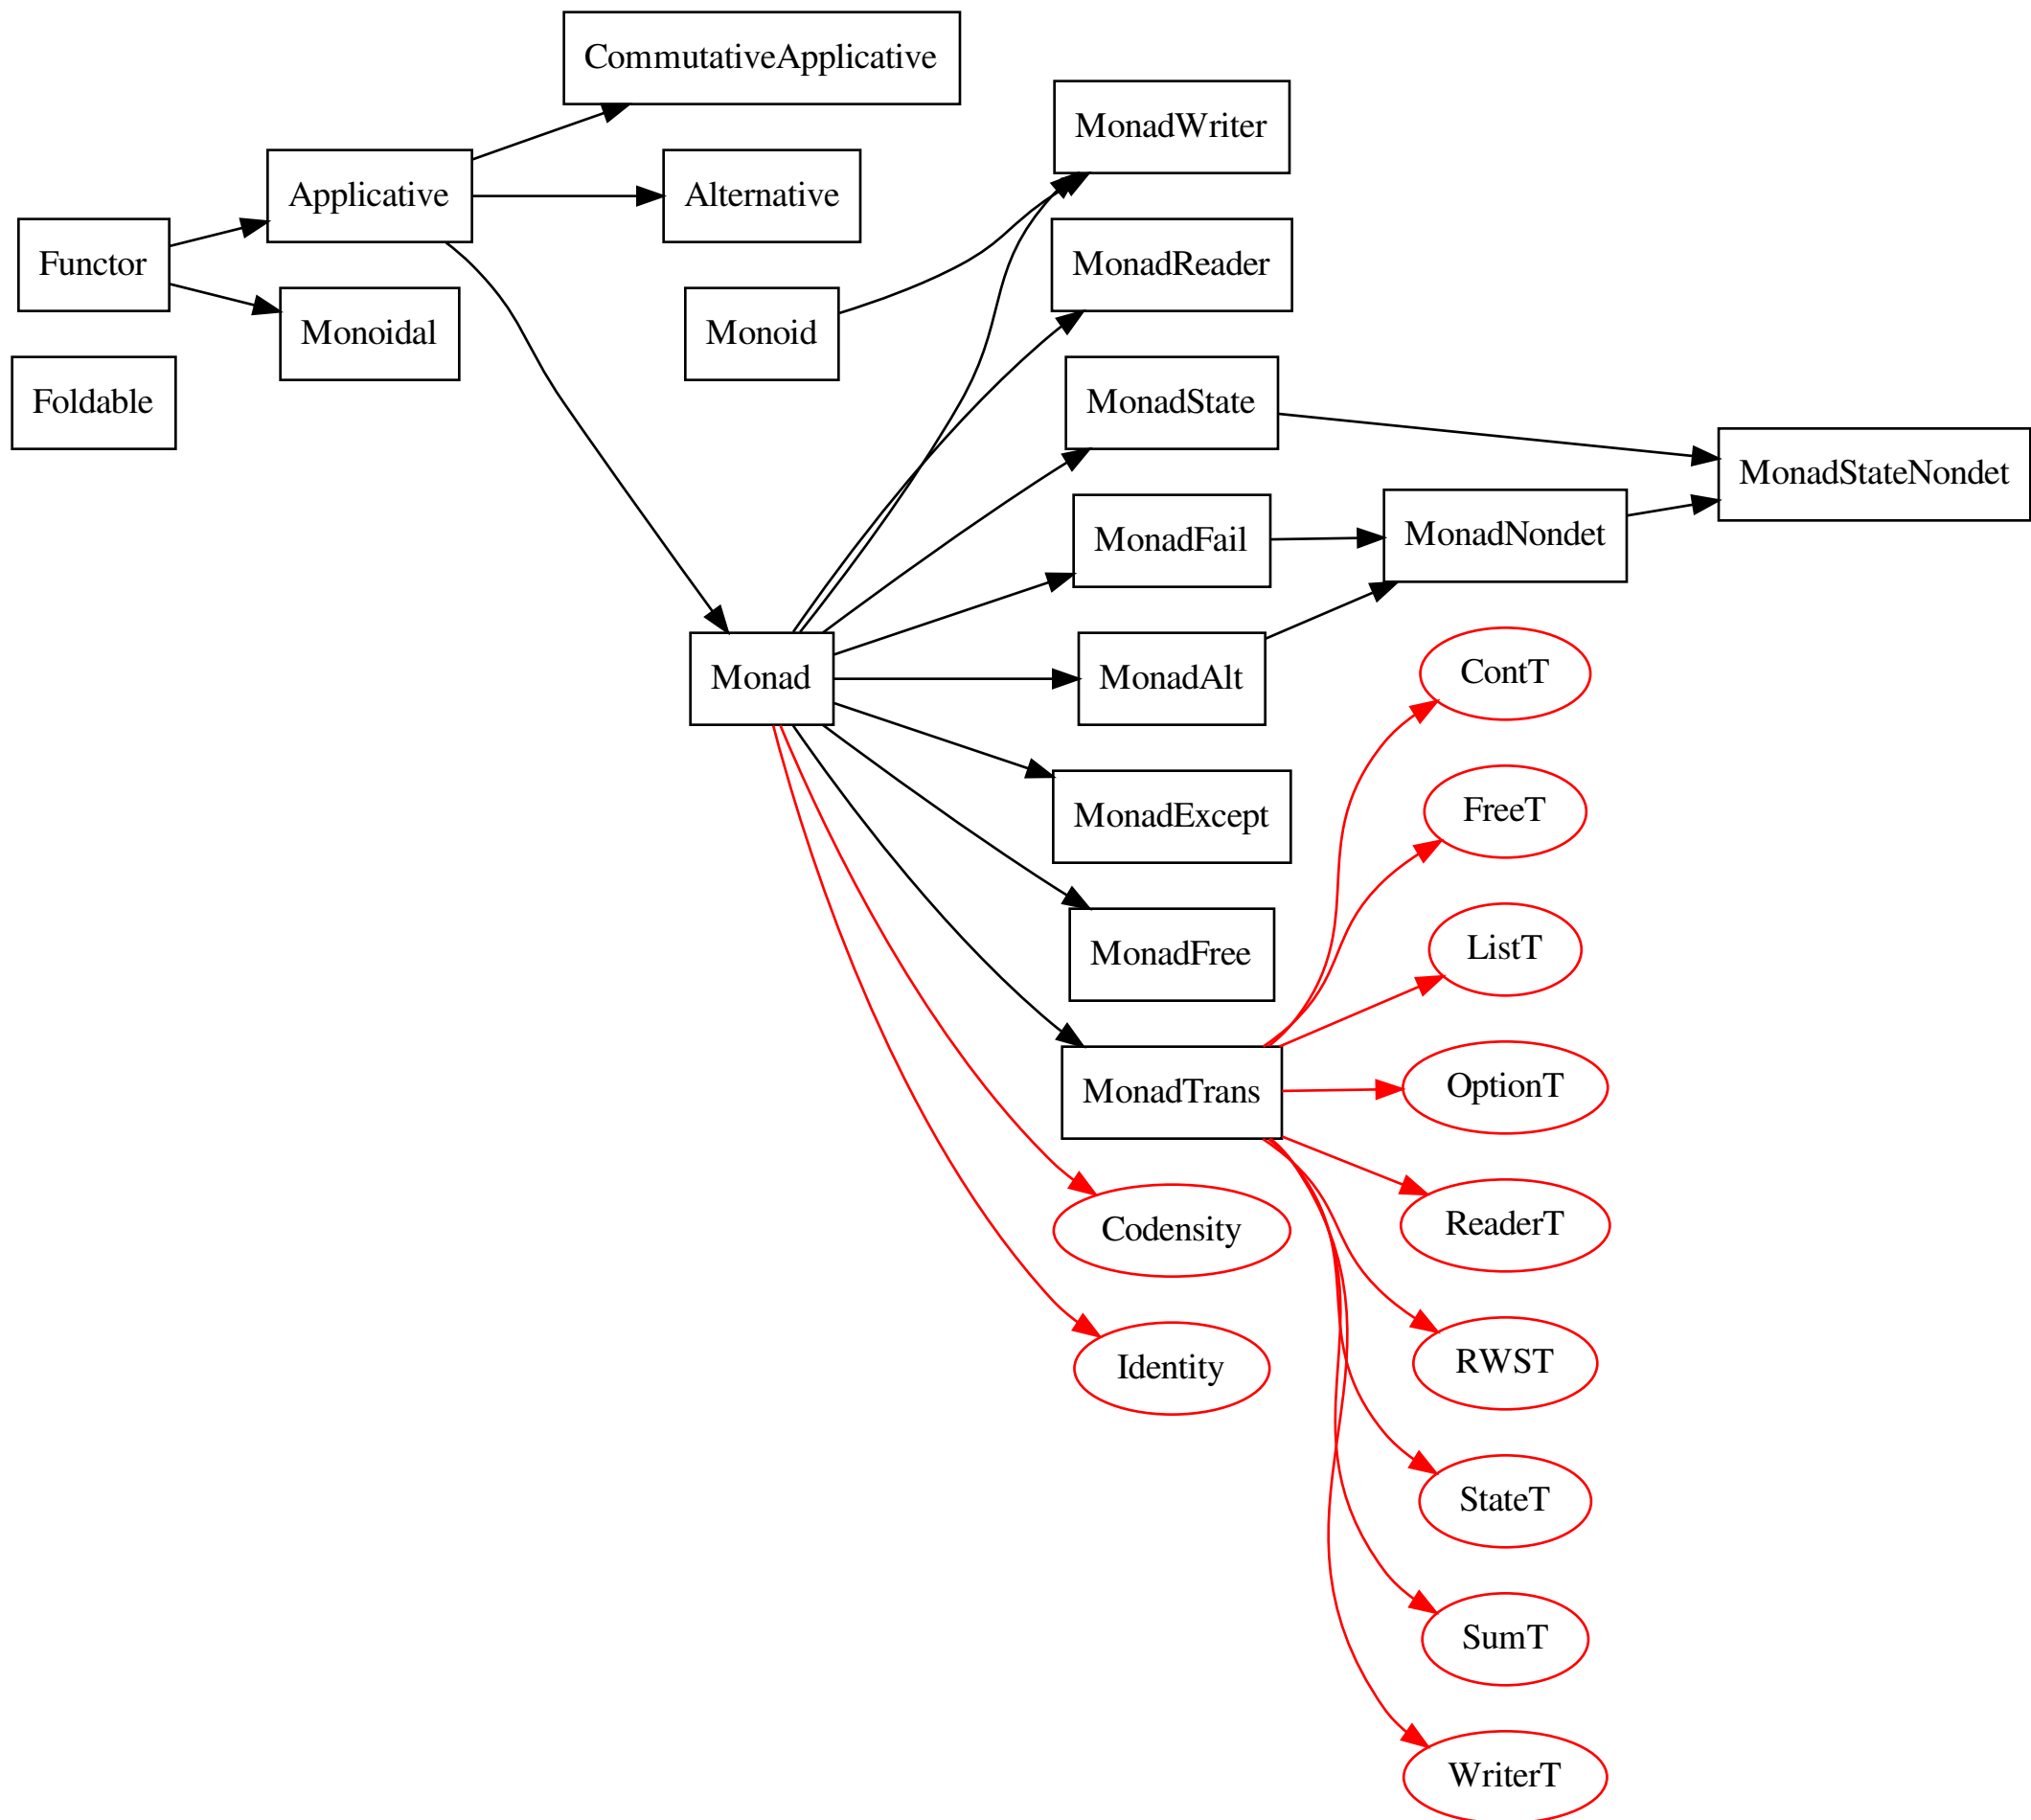 CommutativeApplicative
MonadWriter
Applicative
Alternative
Functor
MonadReader
Monoidal
Monoid
Foldable
MonadState
MonadStateNondet
MonadFail
MonadNondet
Monad
MonadAlt
ContT
MonadExcept
FreeT
MonadFree
ListT
MonadTrans
OptionT
Codensity
ReaderT
Identity
RWST
StateT
SumT
WriterT